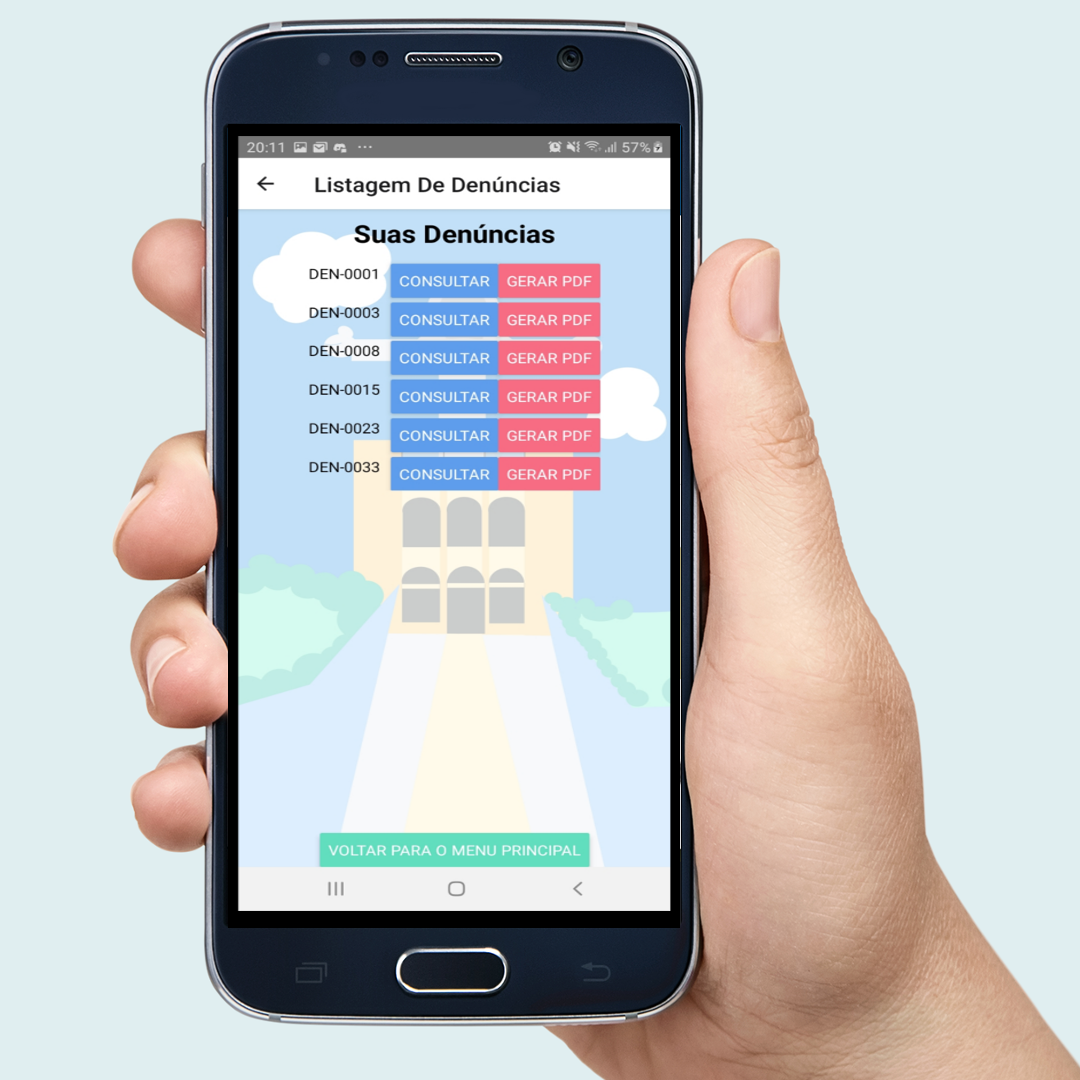 20:11 57%
Listagem De Denúncias
Suas Denúncias
DEN-0001 CONSULTAR GERAR PDF
DEN-0003 CONSULTAR GERAR PDF
DEN-0008 CONSULTAR GERAR PDF
DEN-0015 CONSULTAR GERAR PDF
DEN-0023 CONSULTAR GERAR PDF
DEN-0033 CONSULTAR GERAR PDF
VOLTAR PARA O MENU PRINCIPAL